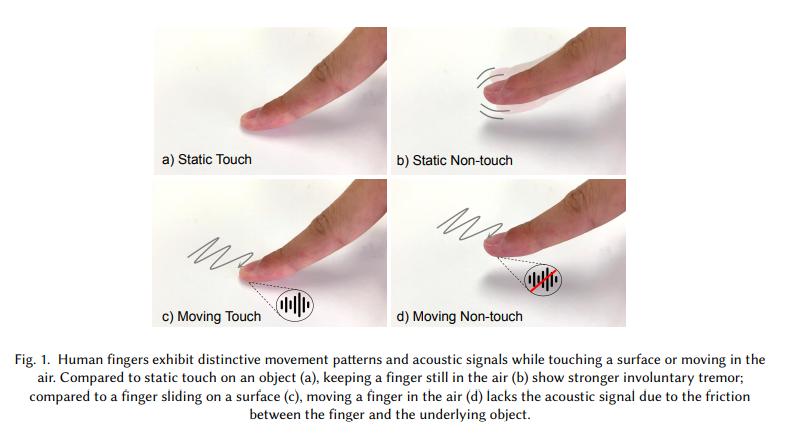 a) Static Touch
b) Static Non-touch
c) Moving Touch
d) Moving Non-touch
Fig. 1. Human fingers exhibit distinctive movement patterns and acoustic signals while touching a surface or moving in the
air. Compared to static touch on an object (a), keeping a finger still in the air (b) show stronger involuntary tremor;
compared to a finger sliding on a surface (c), moving a finger in the air (d) lacks the acoustic signal due to the friction
between the finger and the underlying object.